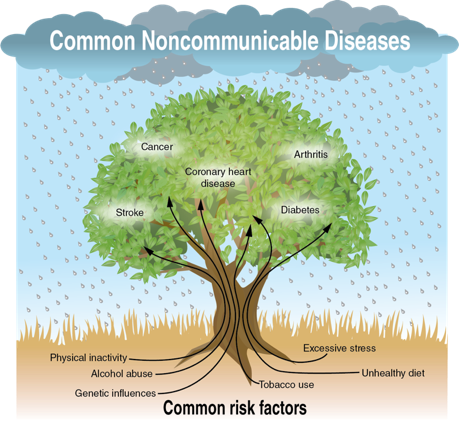 Common Noncommunicable Diseases
Cancer
Arthritis
Coronary heart
disease
Stroke
Diabetes
Physical inactivity
Excessive stress
Alcohol abuse
Unhealthy diet
Genetic influences
Tobacco use
Common risk factors